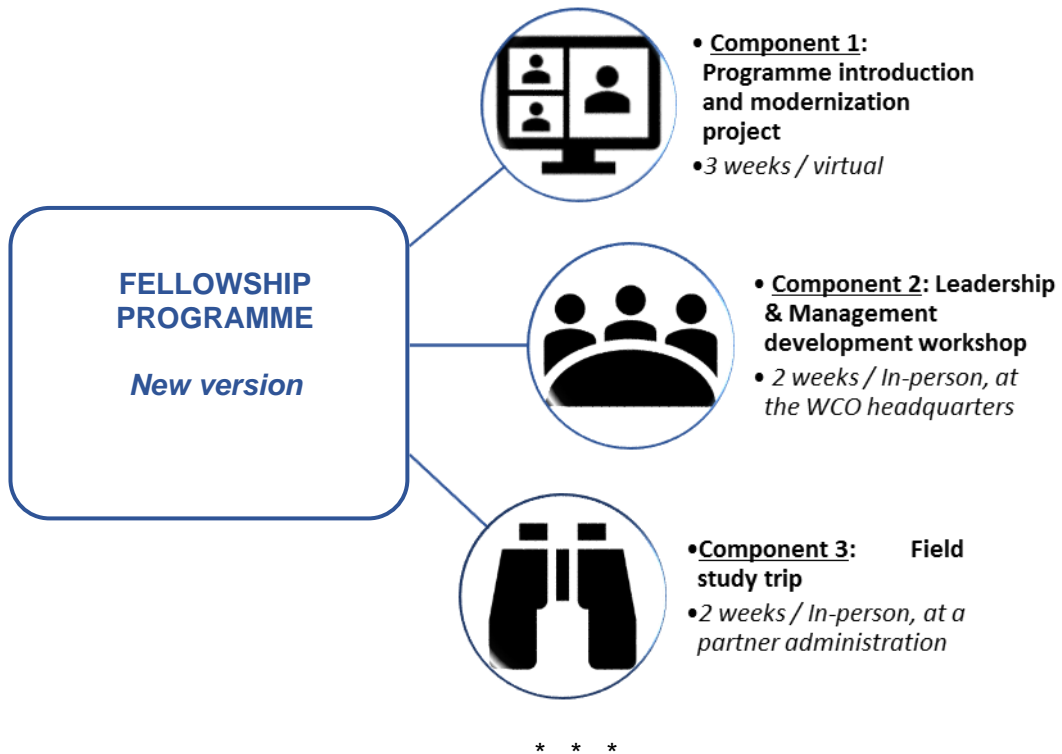 FELLOWSHIP
PROGRAMME
New version
• Component 1:
Programme introduction
and modernization
project
•3 weeks / virtual
• Component 2: Leadership
& Management
development workshop
• 2 weeks / In-person, at
the WCO headquarters
•Component 3: Field
study trip
•2 weeks / In-person, at a
partner administration
* * *